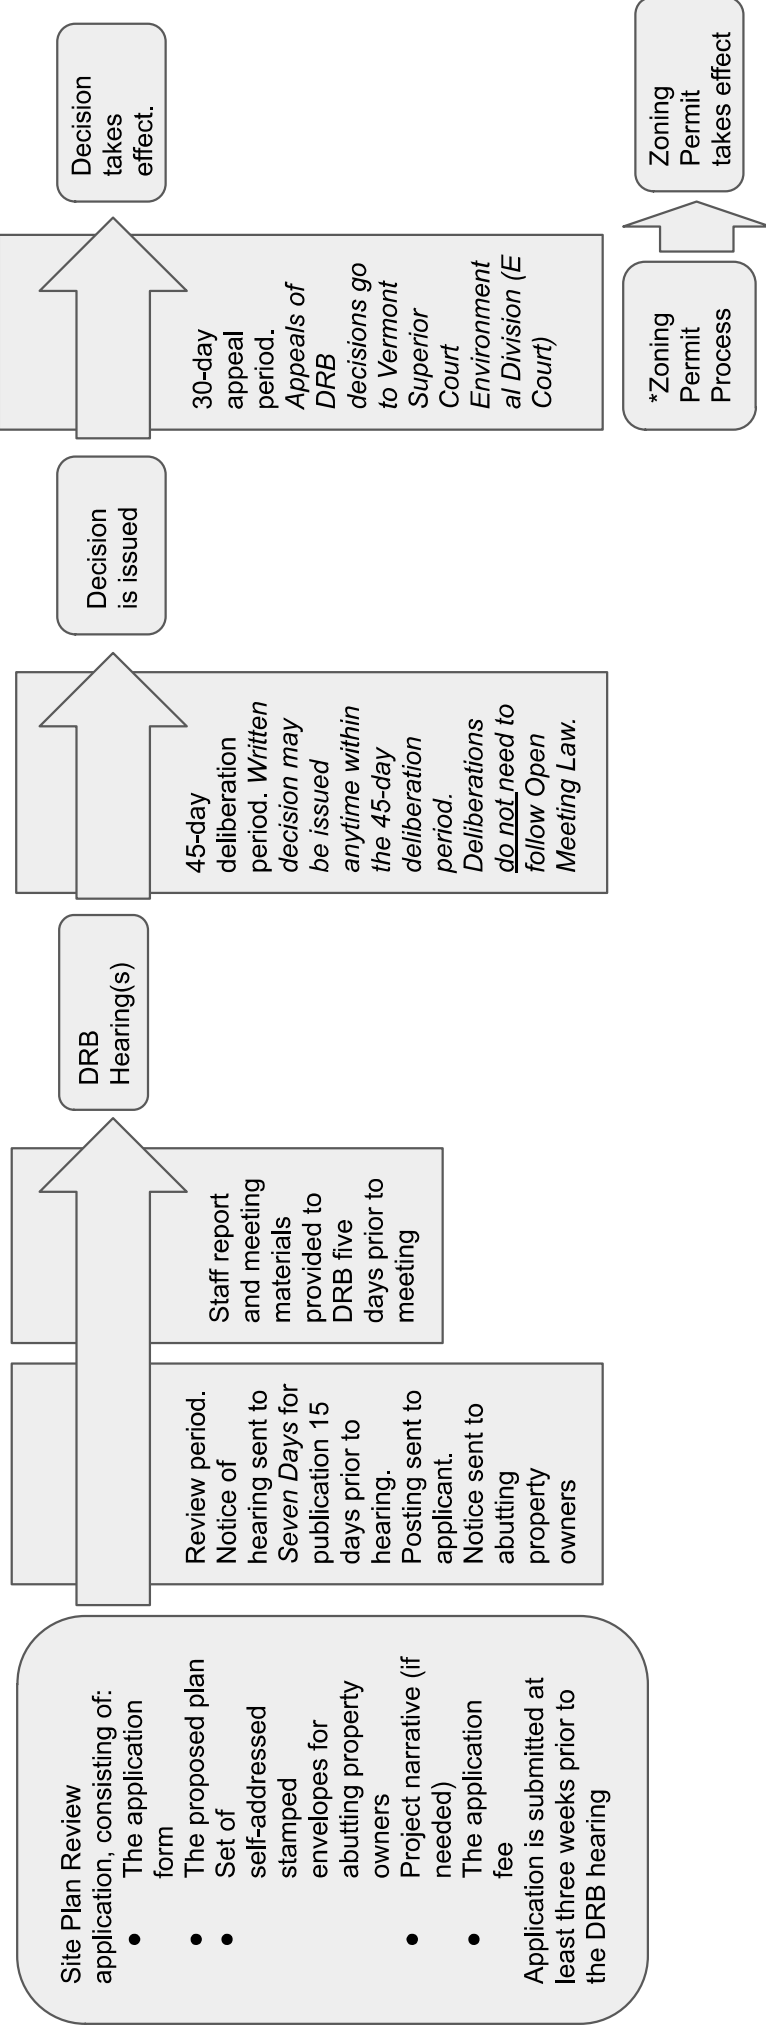 Site Plan Review
application, consisting of:
● The application
form
● The proposed plan
● Set of
self-addressed
stamped
envelopes for
abutting property
owners
● Project narrative (if
needed)
● The application
fee
Application is submitted at
least three weeks prior to
the DRB hearing
Review period.
Notice of
hearing sent to
Seven Days for
publication 15
days prior to
hearing.
Posting sent to
applicant.
Notice sent to
abutting
property
owners
Staff report
and meeting
materials
provided to
DRB five
days prior to
meeting
DRB
Hearing(s)
45-day
deliberation
period. Written
decision may
be issued
anytime within
the 45-day
deliberation
period.
Deliberations
do not need to
follow Open
Meeting Law.
Decision
is issued
30-day
appeal
period.
Appeals of
DRB
decisions go
to Vermont
Superior
Court
Environment
al Division (E
Court)
Decision
takes
effect.
*Zoning
Permit
Process
Zoning
Permit
takes effect